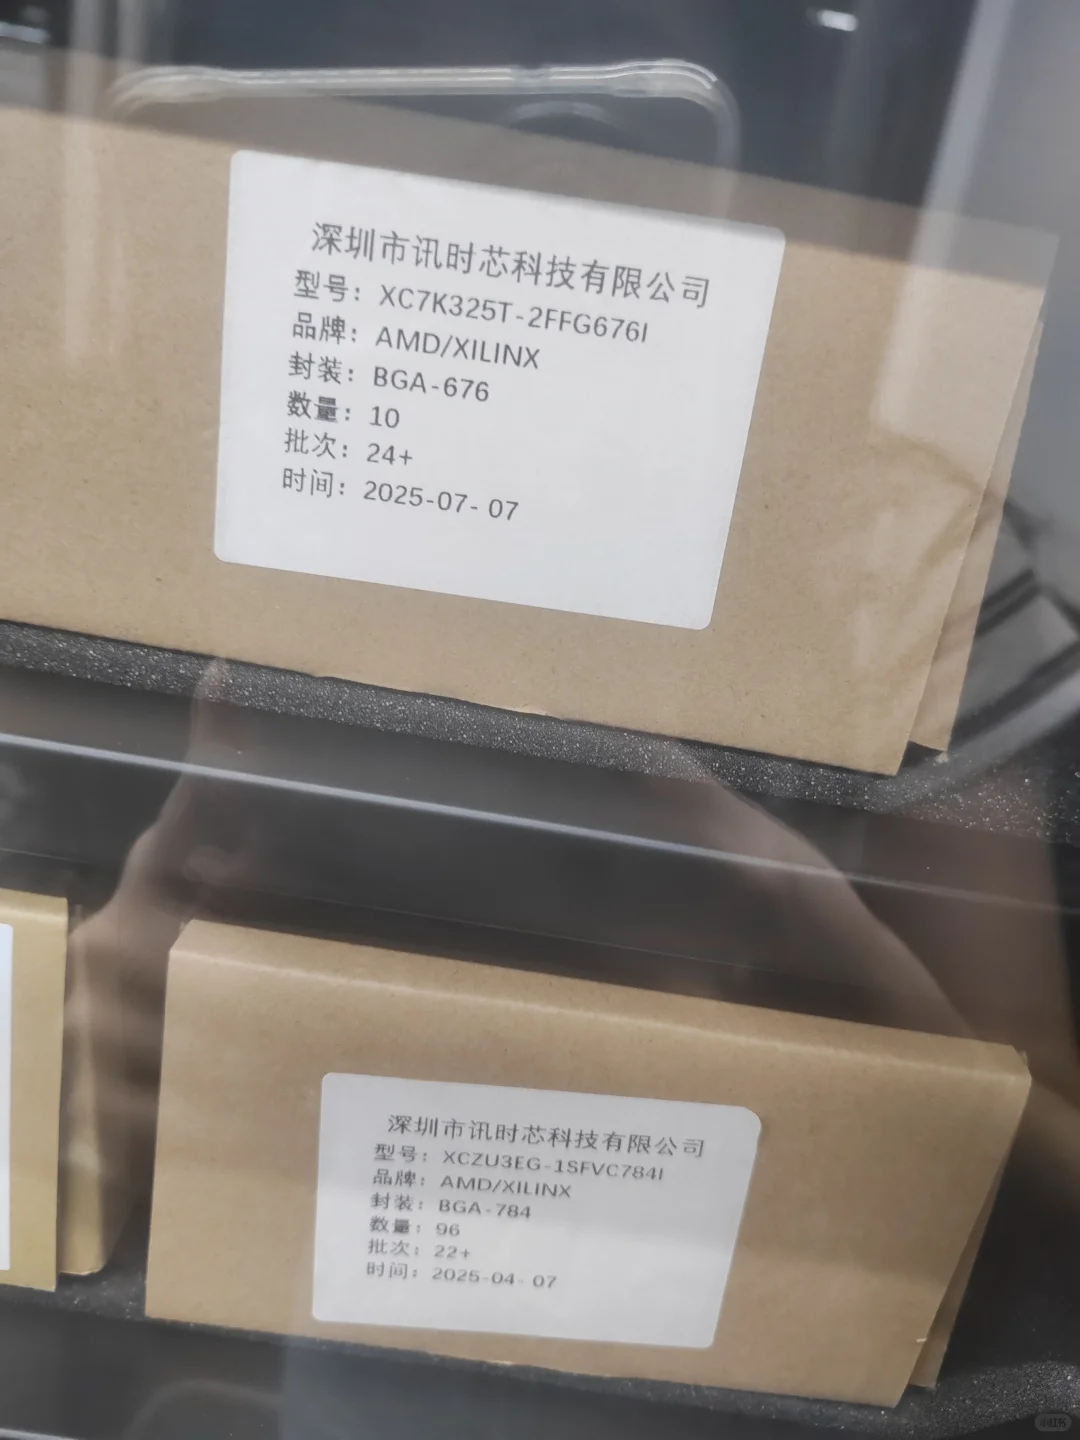 深圳市讯时芯科技有限公司
型号：XC7K325T-2FFG676I
品牌：AMD/XILINX
封装：BGA-676
数量：10
批次：24+
时间：2025-07- 07
深圳市讯时芯科技有限公司
型号：XCZU3EG-1SFVC784I
品牌：AMD/XILINX
封装：BGA-784
数量：96
批次：22+
时间：2025-04- 07
小红书